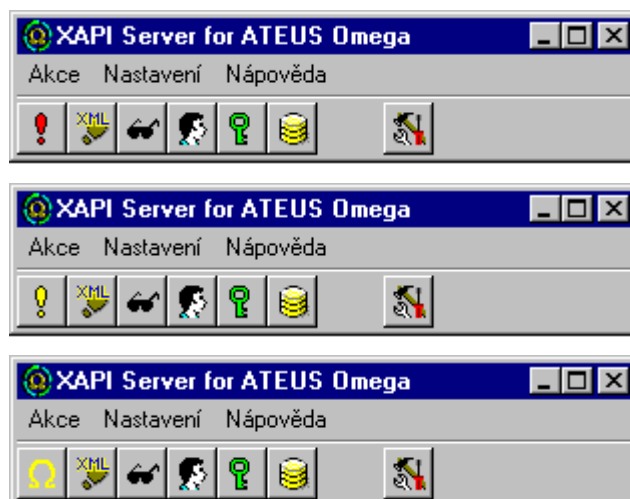 XAPI Server for ATEUS Omega
Akce Nastavení Nápověda
XML
XAPI Server for ATEUS Omega
Akce Nastavení Nápověda
XML
XAPI Server for ATEUS Omega
Akce Nastavení Nápověda
Ω XML